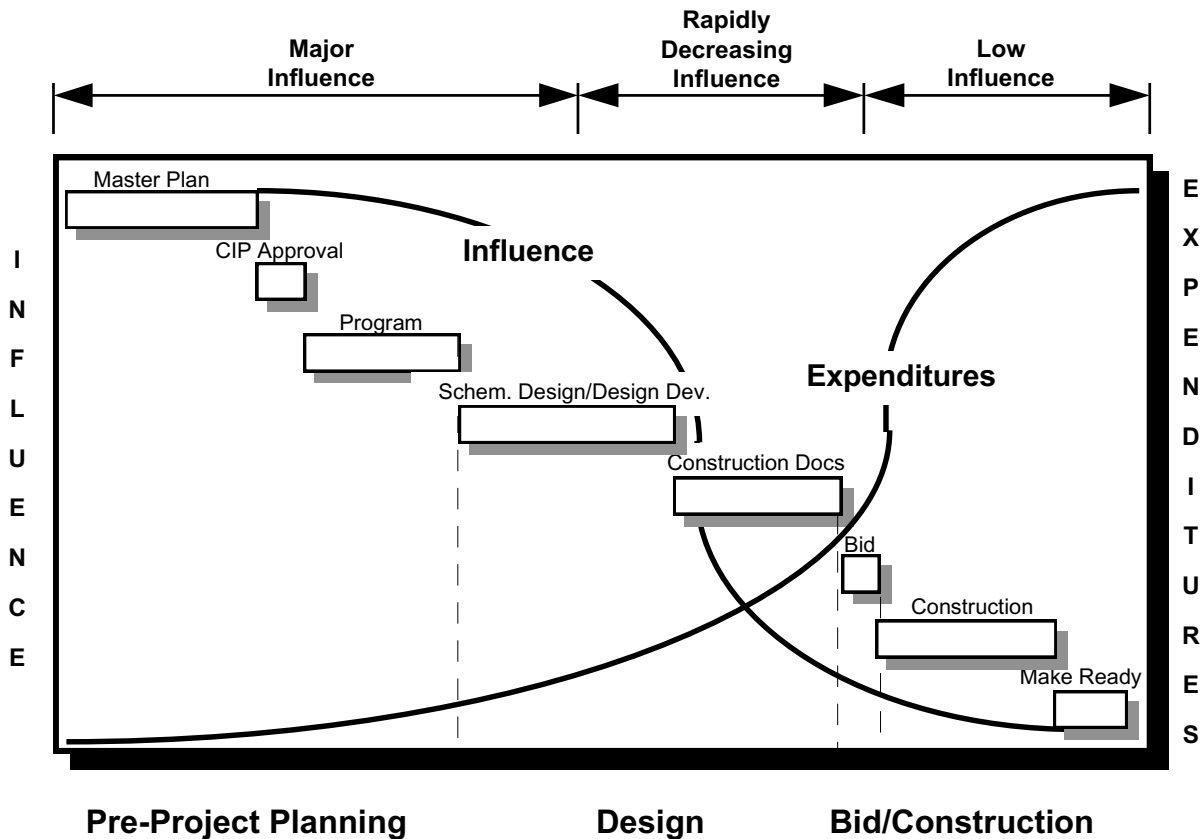 Major
Influence
Rapidly
Decreasing
Influence
Low
Influence
Master Plan
CIP Approval
Influence
Program
Expenditures
Schem. Design/Design Dev.
Construction Docs
Bid
Construction
Make Ready
INFLUENCE
EXPENDITURES
Pre-Project Planning
Design
Bid/Construction